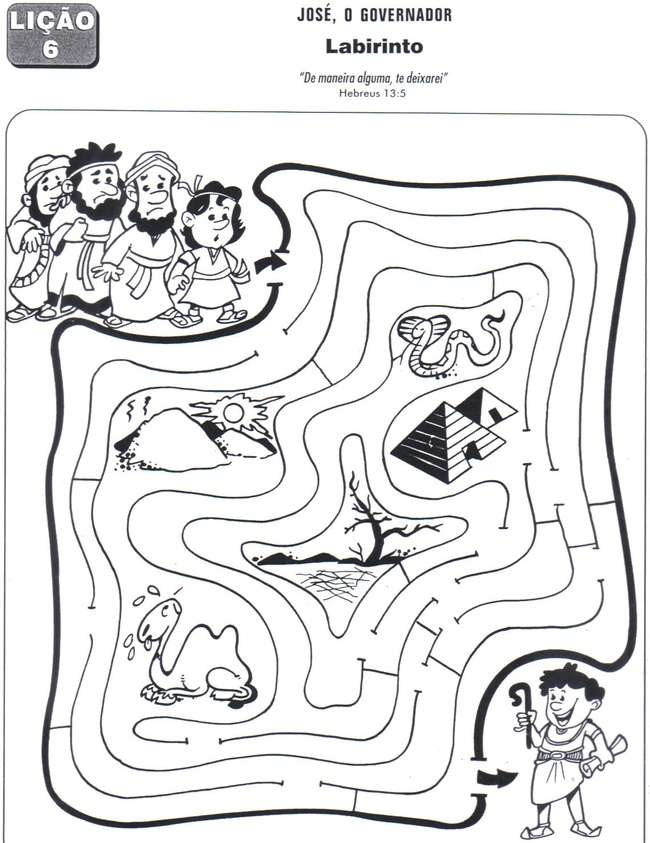 LIÇÃO
6
JOSÉ, O GOVERNADOR
Labirinto
“De maneira alguma, te deixarei”
Hebreus 13:5